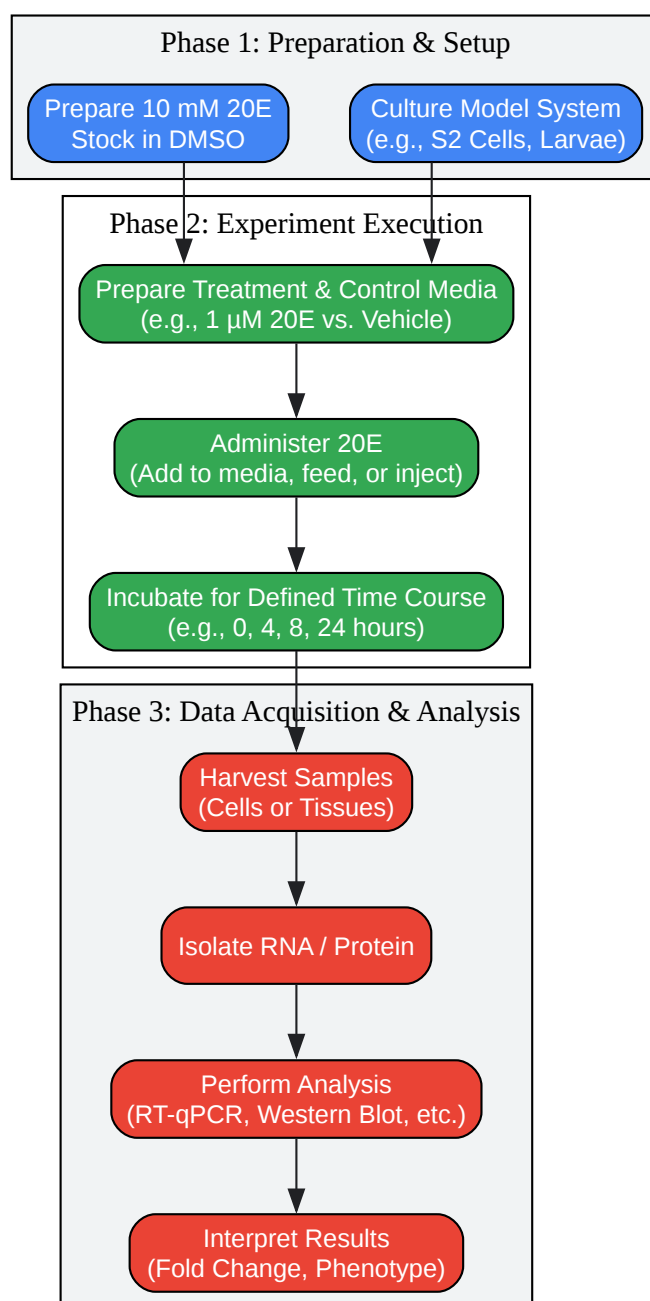 Phase 1: Preparation & Setup
Prepare 10 mM 20E
Stock in DMSO
Culture Model System
(e.g., S2 Cells, Larvae)
Phase 2: Experiment Execution
Prepare Treatment & Control Media
(e.g., 1 µM 20E vs. Vehicle)
Administer 20E
(Add to media, feed, or inject)
Incubate for Defined Time Course
(e.g., 0, 4, 8, 24 hours)
Phase 3: Data Acquisition & Analysis
Harvest Samples
(Cells or Tissues)
Isolate RNA / Protein
Perform Analysis
(RT-qPCR, Western Blot, etc.)
Interpret Results
(Fold Change, Phenotype)